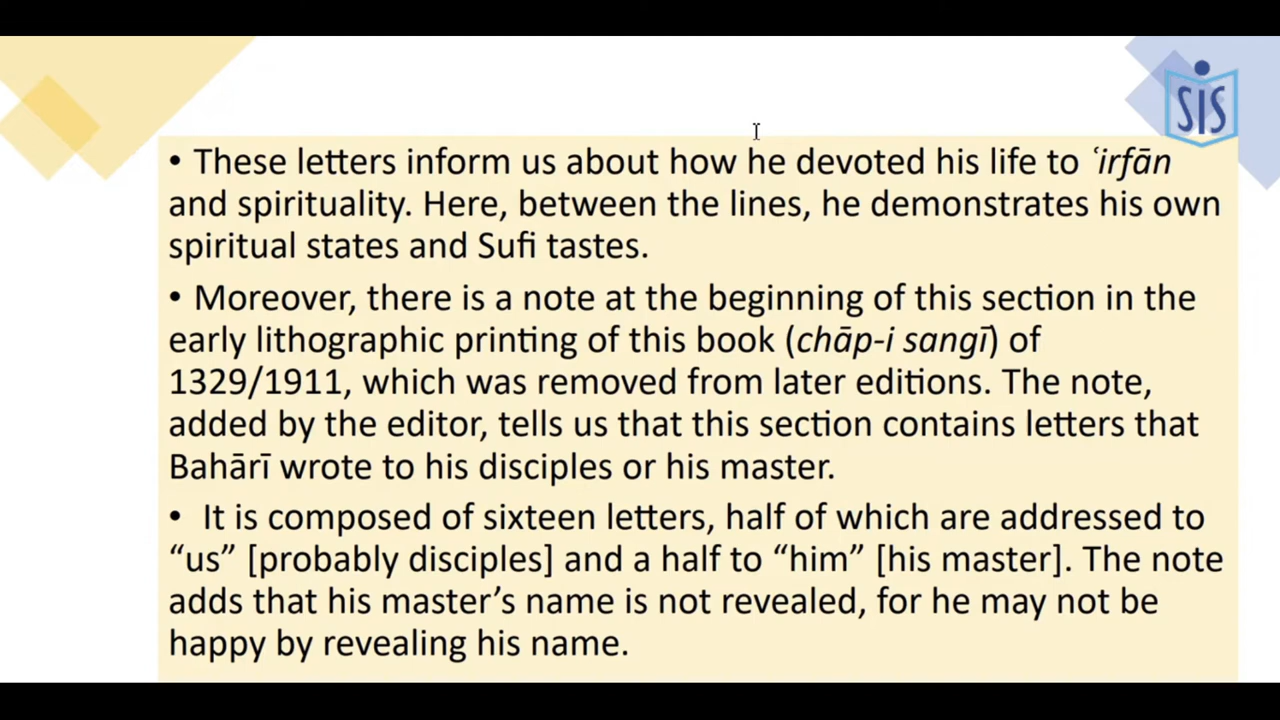 SIS
• These letters inform us about how he devoted his life to ʿirfān
and spirituality. Here, between the lines, he demonstrates his own
spiritual states and Sufi tastes.
• Moreover, there is a note at the beginning of this section in the
early lithographic printing of this book (chāp-i sangī) of
1329/1911, which was removed from later editions. The note,
added by the editor, tells us that this section contains letters that
Bahārī wrote to his disciples or his master.
• It is composed of sixteen letters, half of which are addressed to
“us” [probably disciples] and a half to “him” [his master]. The note
adds that his master’s name is not revealed, for he may not be
happy by revealing his name.